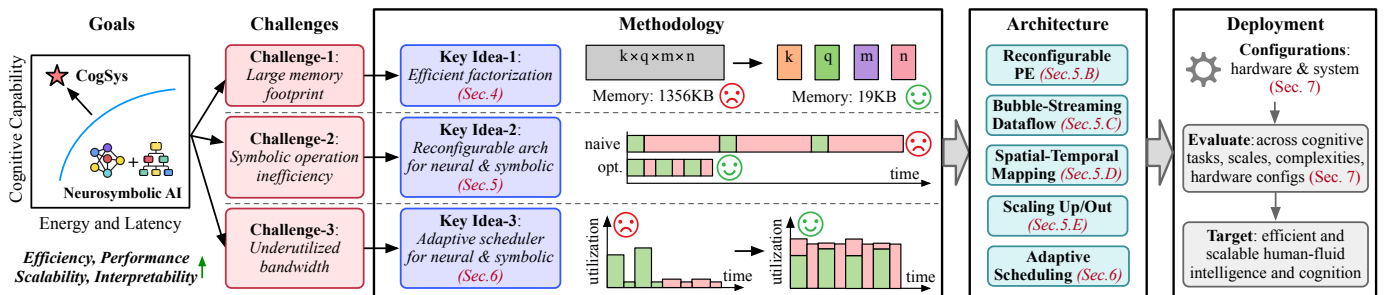 Goals
Cognitive Capability
CogSys
+
Neurosymbolic AI
Energy and Latency
Efficiency, Performance
Scalability, Interpretability
Challenges
Challenge-1:
Large memory
footprint
Challenge-2:
Symbolic operation
inefficiency
Challenge-3:
Underutilized
bandwidth
Methodology
Key Idea-1:
Efficient factorization
(Sec.4)
k×q×m×n
k
q
m
n
Memory: 1356KB
Memory: 19KB
Key Idea-2:
Reconfigurable arch
for neural & symbolic
(Sec.5)
naive
opt.
time
Key Idea-3:
Adaptive scheduler
for neural & symbolic
(Sec.6)
utilization
time
utilization
time
Architecture
Reconfigurable
PE (Sec.5.B)
Bubble-Streaming
Dataflow (Sec.5.C)
Spatial-Temporal
Mapping (Sec.5.D)
Scaling Up/Out
(Sec.5.E)
Adaptive
Scheduling (Sec.6)
Deployment
Configurations:
hardware & system
(Sec. 7)
Evaluate: across cognitive
tasks, scales, complexities,
hardware configs (Sec. 7)
Target: efficient and
scalable human-fluid
intelligence and cognition